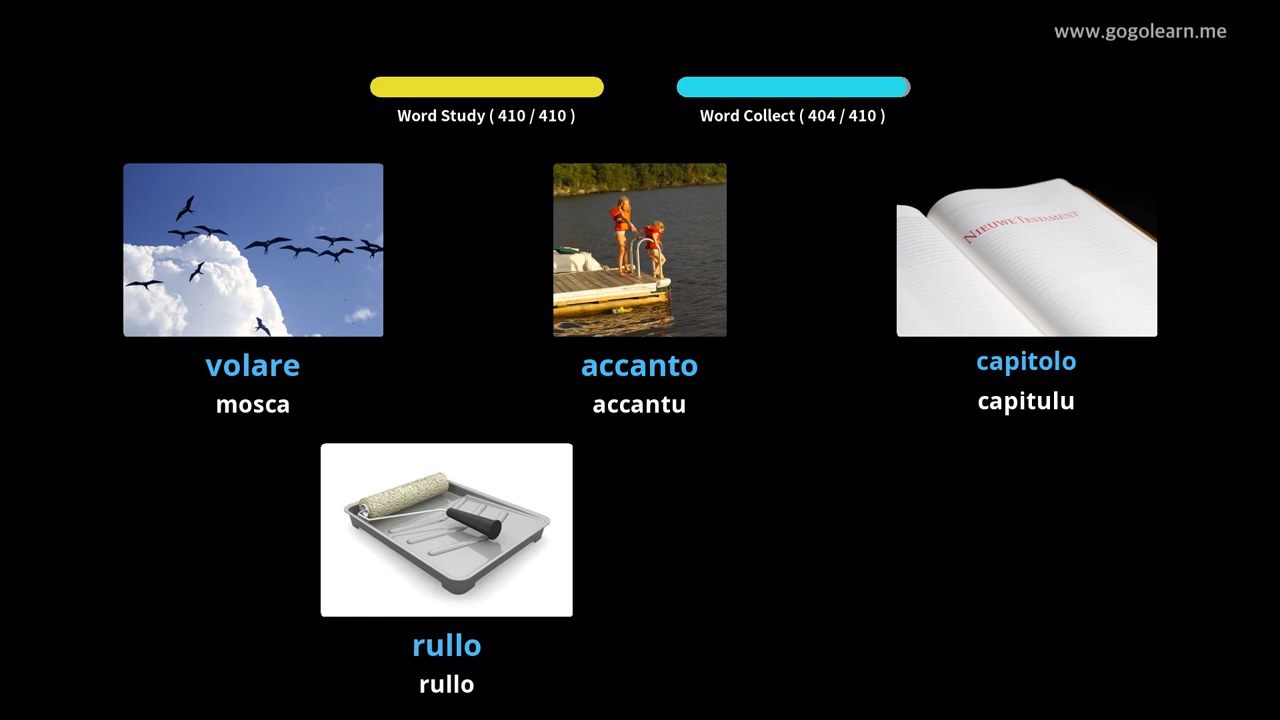 www.gogolearn.me
Word Study ( 410 / 410 )
Word Collect ( 404 / 410 )
NIEUWE TESTAMENT
volare
mosca
accanto
accantu
capitolo
capitulu
rullo
rullo